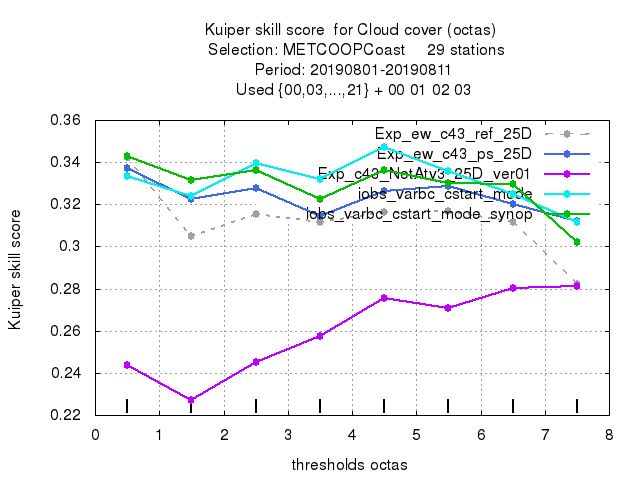 Kuiper skill score  for Cloud cover (octas)
Selection: METCOOPCoast     29 stations
Period: 20190801-20190811
Used {00,03,...,21} + 00 01 02 03
Exp_ew_c43_ref_25D
Exp_ew_c43_ps_25D
Exp_c43_NotAtv3_25D_ver01
iobs_varbc_cstart_mode
iobs_varbc_cstart_mode_synop
Kuiper skill score
0.36
0.34
0.32
0.3
0.28
0.26
0.24
0.22
0 1 2 3 4 5 6 7 8
thresholds octas